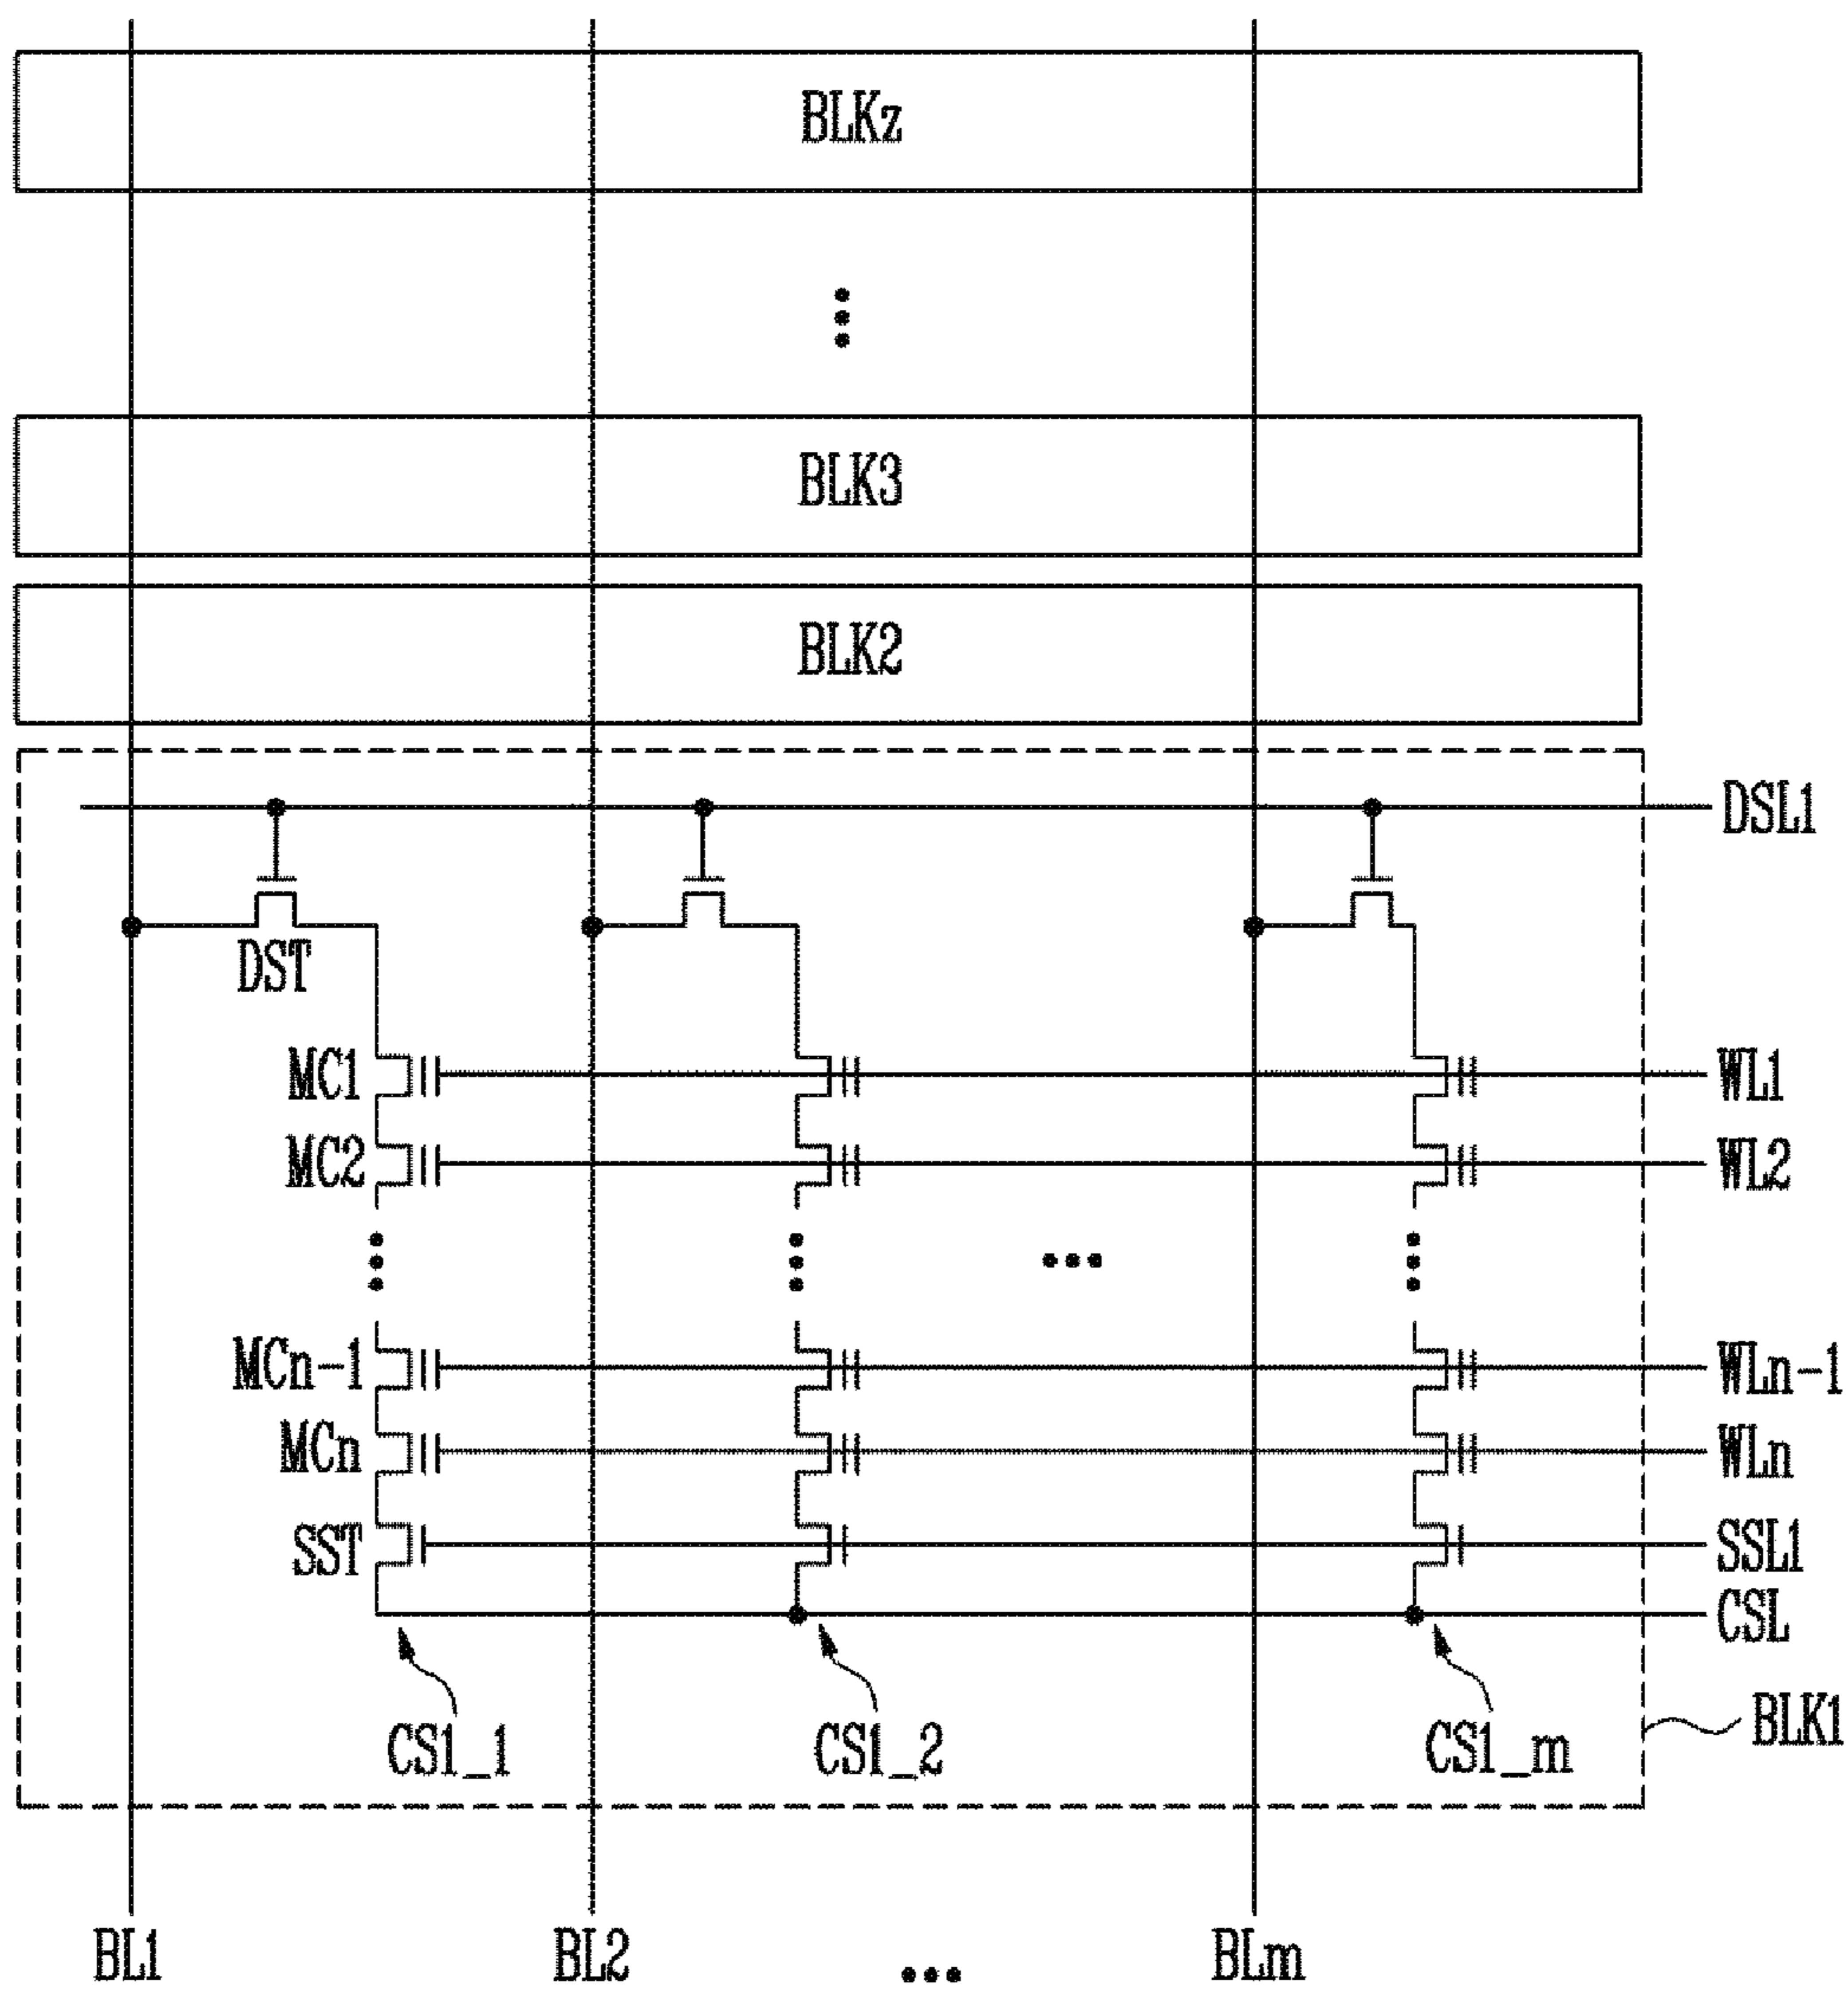 BLKz
BLK3
BLK2
DSL1
DST
MC1 WL1
MC2 WL2
MCn-1 WLn-1
MCn WLn
SST SSL1
CSL
BLK1
CS1_1 CS1_2 CS1_m
BL1 BL2 ... BLm